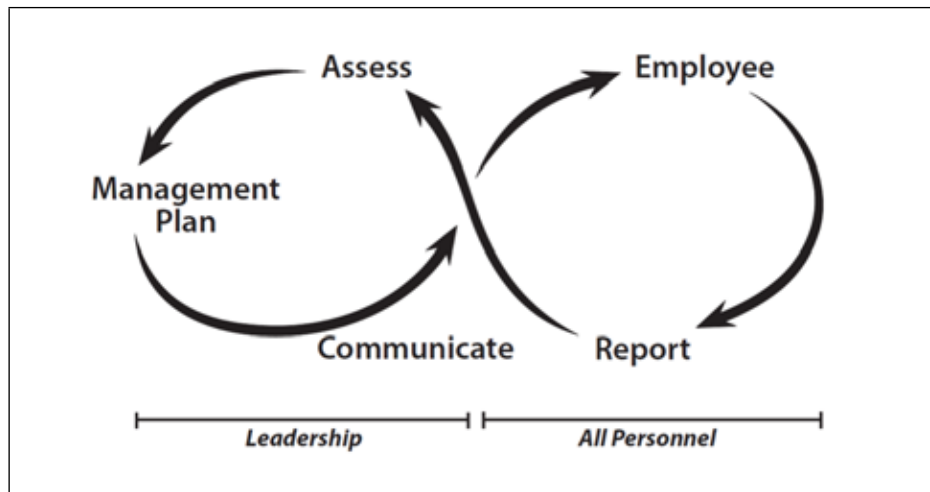 Assess
Employee
Management
Plan
Communicate
Report
Leadership
All Personnel